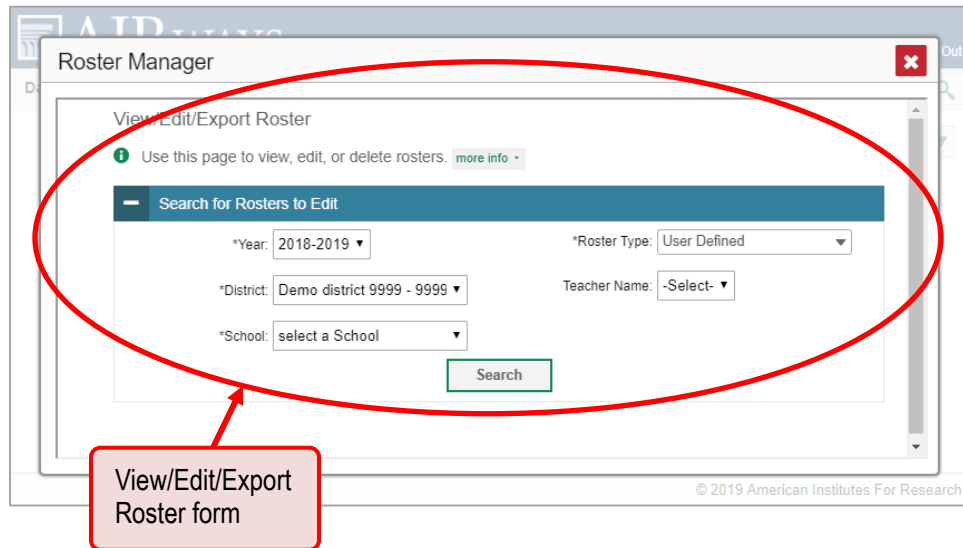 AIRWAYS
Out
Roster Manager
D
View/Edit/Export Roster
Use this page to view, edit, or delete rosters. more info
Search for Rosters to Edit
*Year: 2018-2019
*Roster Type: User Defined
*District: Demo district 9999 - 9999
Teacher Name: -Select-
*School: select a School
Search
View/Edit/Export
Roster form
© 2019 American Institutes For Research